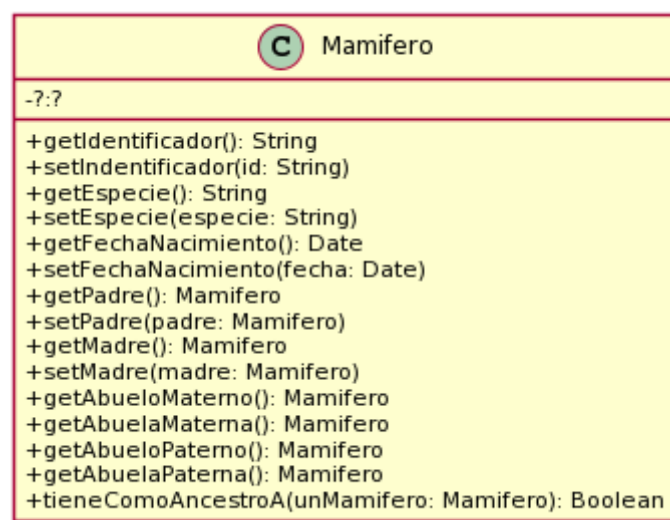 C Mamifero
-?:?
+getIdentificador(): String
+setIndentificador(id: String)
+getEspecie(): String
+setEspecie(especie: String)
+getFechaNacimiento(): Date
+setFechaNacimiento(fecha: Date)
+getPadre(): Mamifero
+setPadre(padre: Mamifero)
+getMadre(): Mamifero
+setMadre(madre: Mamifero)
+getAbueloMaterno(): Mamifero
+getAbuelaMaterna(): Mamifero
+getAbueloPaterno(): Mamifero
+getAbuelaPaterna(): Mamifero
+tieneComoAncestroA(unMamifero: Mamifero): Boolean